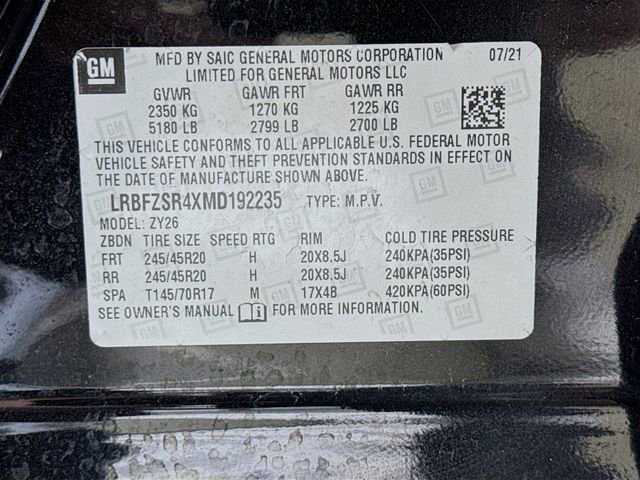 GM
MFD BY SAIC GENERAL MOTORS CORPORATION 07/21
LIMITED FOR GENERAL MOTORS LLC
GVWR GAWR FRT GAWR RR
2350 KG 1270 KG 1225 KG
5180 LB 2799 LB 2700 LB
THIS VEHICLE CONFORMS TO ALL APPLICABLE U.S. FEDERAL MOTOR
VEHICLE SAFETY AND THEFT PREVENTION STANDARDS IN EFFECT ON
THE DATE OF MANUFACTURE SHOWN ABOVE.
LRBFZSR4XMD192235 TYPE: M.P.V.
MODEL: ZY26
ZBDN TIRE SIZE SPEED RTG RIM COLD TIRE PRESSURE
FRT 245/45R20 H 20X8.5J 240KPA(35PSI)
RR 245/45R20 H 20X8.5J 240KPA(35PSI)
SPA T145/70R17 M 17X4B 420KPA(60PSI)
SEE OWNER'S MANUAL FOR MORE INFORMATION